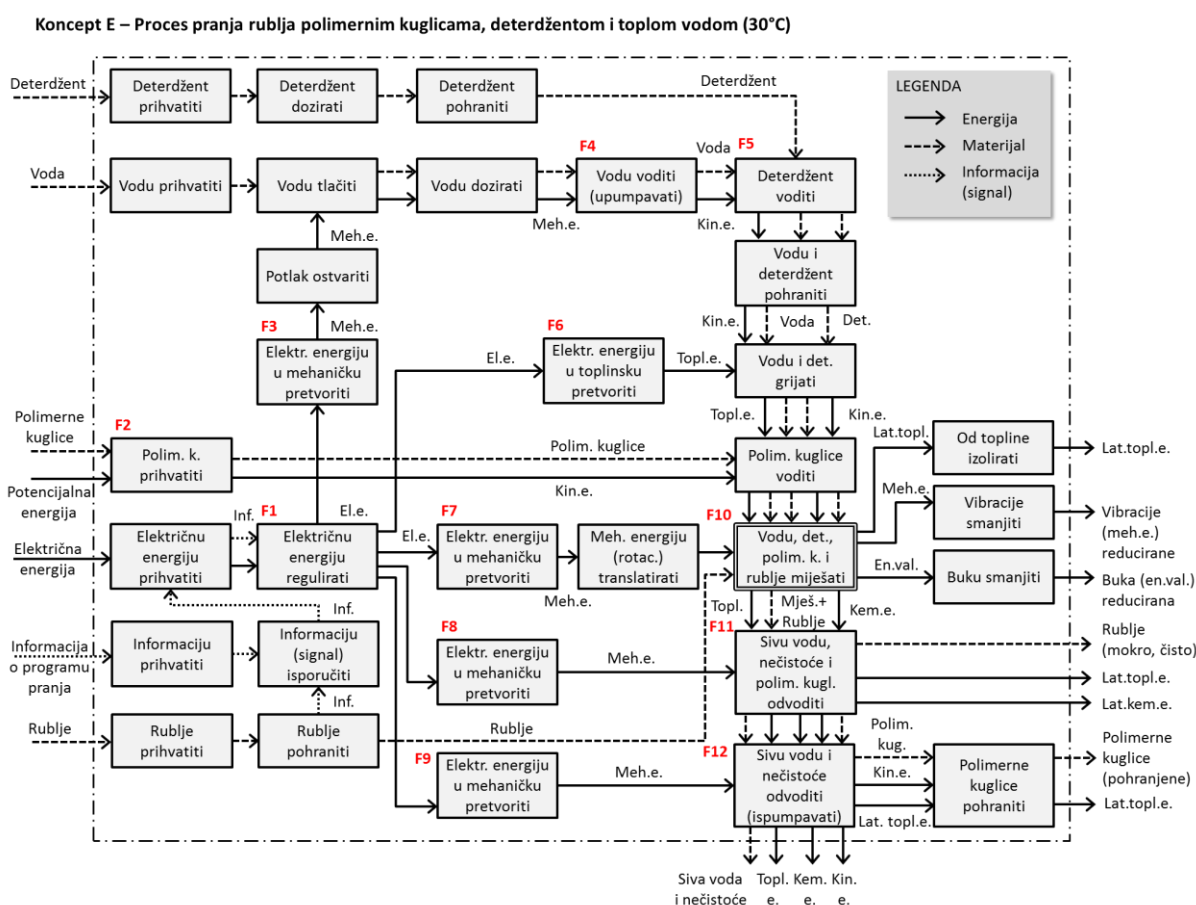 Koncept E – Proces pranja rublja polimernim kuglicama, deterdžentom i toplom vodom (30°C)
Deterdžent
Deterdžent
prihvatiti
Deterdžent
dozirati
Deterdžent
pohraniti
Deterdžent
LEGENDA
Energija
Materijal
Informacija
(signal)
Voda
Vodu prihvatiti
Vodu tlačiti
Vodu dozirati
F4
Vodu voditi
(upumpavati)
Voda
F5
Deterdžent
voditi
Meh.e.
Meh.e.
Kin.e.
Potlak ostvariti
Vodu i
deterdžent
pohraniti
F3
Meh.e.
Elektr. energiju
u mehaničku
pretvoriti
El.e.
F6
Elektr. energiju
u toplinsku
pretvoriti
Topl.e.
Kin.e.
Voda
Det.
Vodu i det.
grijati
Topl.e.
Kin.e.
Polimerne
kuglice
F2
Polim. k.
prihvatiti
Polim. kuglice
Kin.e.
Polim. kuglice
voditi
Potencijalna
energija
Lat.topl.
Od topline
izolirati
Lat.topl.e.
Meh.e.
Vibracije
smanjiti
Vibracije
(meh.e.)
reducirane
En.val.
Buku smanjiti
Buka (en.val.)
reducirana
Električna
energija
Električnu
energiju
prihvatiti
Inf.
F1
El.e.
Električnu
energiju
regulirati
El.e.
F7
Elektr. energiju
u mehaničku
pretvoriti
Meh.e.
Meh. energiju
(rotac.)
translatirati
F10
Vodu, det.,
polim. k. i
rublje miješati
Topl.
Mješ.+
Rublje
Kem.e.
Informacija
o programu
pranja
Informaciju
prihvatiti
Inf.
Informaciju
(signal)
isporučiti
Inf.
F8
Elektr. energiju
u mehaničku
pretvoriti
Meh.e.
F11
Sivu vodu,
nečistoće i
polim. kugl.
odvoditi
Rublje
(mokro, čisto)
Lat.topl.e.
Lat.kem.e.
Rublje
Rublje
prihvatiti
Rublje
pohraniti
Rublje
F9
Elektr. energiju
u mehaničku
pretvoriti
Meh.e.
F12
Sivu vodu i
nečistoće
odvoditi
(ispumpavati)
Polim.
kug.
Kin.e.
Lat. topl.e.
Polimerne
kuglice
pohraniti
Polimerne
kuglice
(pohranjene)
Lat.topl.e.
Siva voda
i nečistoće
Topl.
e.
Kem.
e.
Kin.
e.